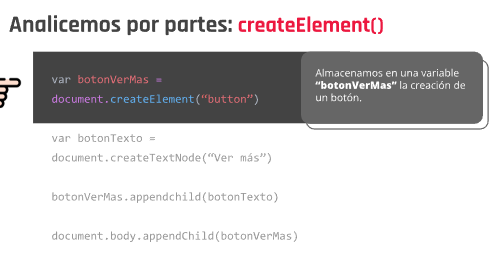 Analicemos por partes: createElement()
var botonVerMas =
document.createElement(“button”)
Almacenamos en una variable
“botonVerMas” la creación de
un botón.
var botonTexto =
document.createTextNode(“Ver más”)
botonVerMas.appendchild(botonTexto)
document.body.appendChild(botonVerMas)